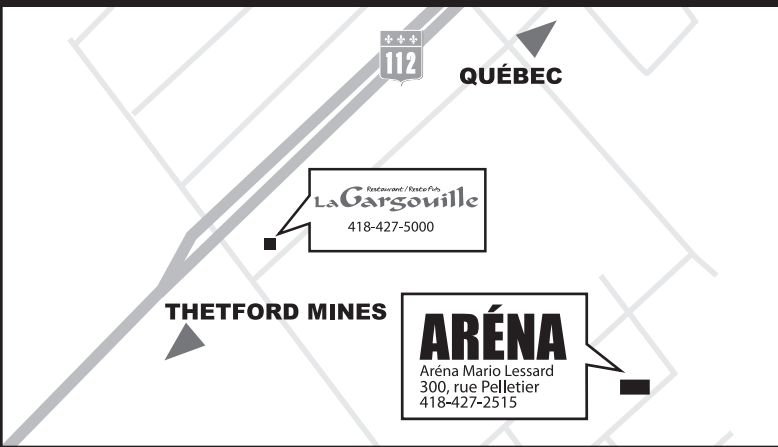 112
QUÉBEC
Restaurant / Resto Pub
La Gargouille
418-427-5000
THETFORD MINES
ARÉNA
Aréna Mario Lessard
300, rue Pelletier
418-427-2515